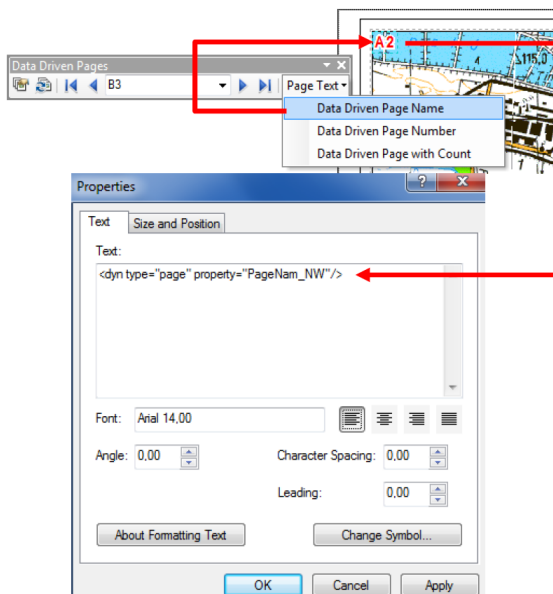 A2
115,0
Data Driven Pages
B3
Page Text
Data Driven Page Name
Data Driven Page Number
Data Driven Page with Count
Properties
Text
Size and Position
Text:
<dyn type="page" property="PageNam_NW"/>
Font:
Arial 14,00
Angle:
0,00
Character Spacing:
0,00
Leading:
0,00
About Formatting Text
Change Symbol...
OK
Cancel
Apply